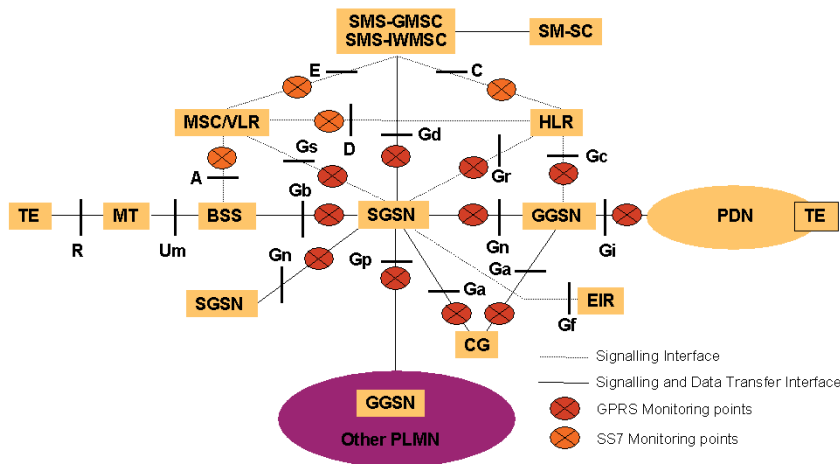 SMS-GMSC
SMS-IWMSC
SM-SC
E
C
MSC/VLR
HLR
D
Gd
Gs
Gr
Gc
A
Gb
TE
MT
BSS
SGSN
GGSN
PDN
TE
R
Um
Gn
Gi
Gn
Gp
Ga
Ga
SGSN
EIR
Gf
CG
Signalling Interface
Signalling and Data Transfer Interface
GGSN
GPRS Monitoring points
Other PLMN
SS7 Monitoring points